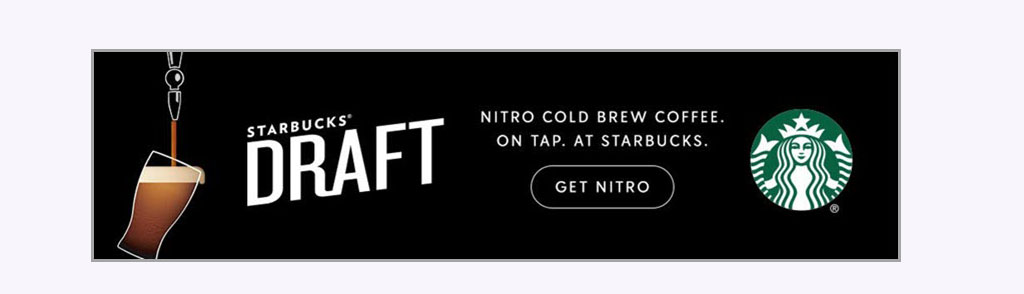 STARBUCKS®
DRAFT
NITRO COLD BREW COFFEE.
ON TAP. AT STARBUCKS.
GET NITRO
®